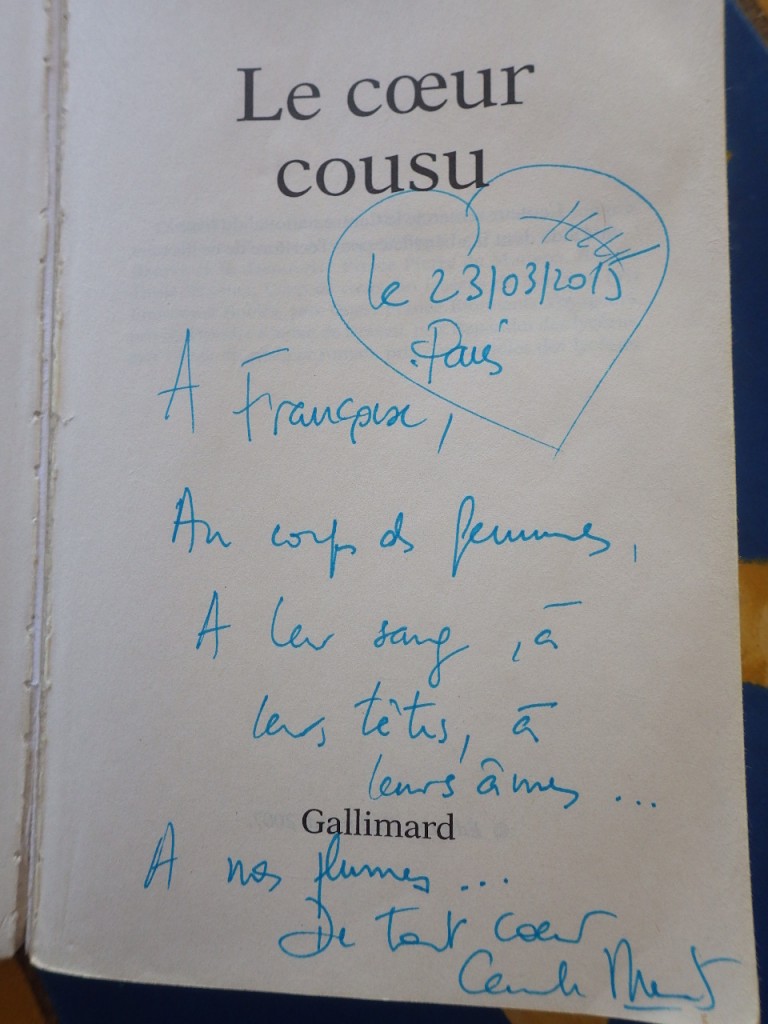 Le cœur
cousu
le 23/03/2015
Paris
A Françoise,
Au corps des femmes,
A leur sang, à
leurs têtes, à
leurs âmes ...
Gallimard
A nos plumes ...
De tout cœur